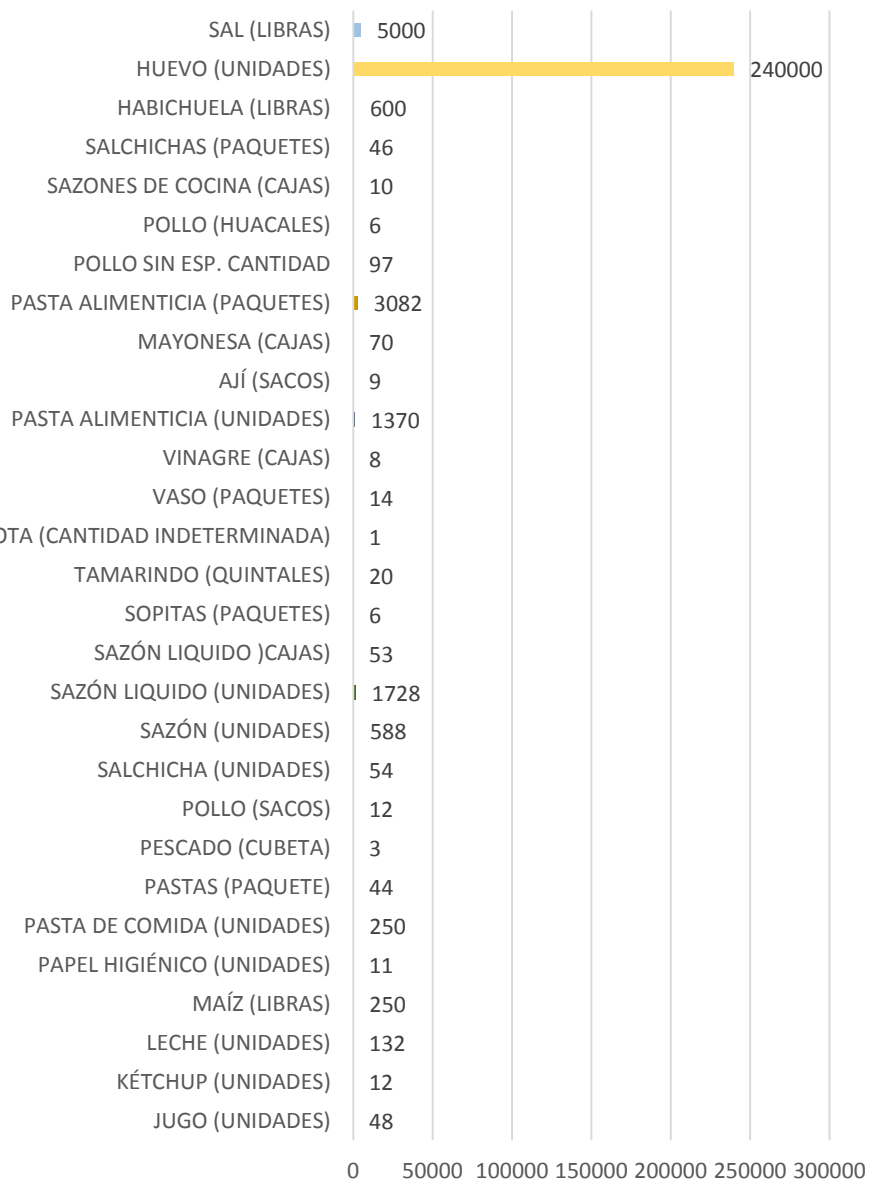 SAL (LIBRAS) 5000
HUEVO (UNIDADES) 240000
HABICHUELA (LIBRAS) 600
SALCHICHAS (PAQUETES) 46
SAZONES DE COCINA (CAJAS) 10
POLLO (HUACALES) 6
POLLO SIN ESP. CANTIDAD 97
PASTA ALIMENTICIA (PAQUETES) 3082
MAYONESA (CAJAS) 70
AJÍ (SACOS) 9
PASTA ALIMENTICIA (UNIDADES) 1370
VINAGRE (CAJAS) 8
VASO (PAQUETES) 14
(CANTIDAD INDETERMINADA) 1
TAMARINDO (QUINTALES) 20
SOPITAS (PAQUETES) 6
SAZÓN LIQUIDO )CAJAS) 53
SAZÓN LIQUIDO (UNIDADES) 1728
SAZÓN (UNIDADES) 588
SALCHICHA (UNIDADES) 54
POLLO (SACOS) 12
PESCADO (CUBETA) 3
PASTAS (PAQUETE) 44
PASTA DE COMIDA (UNIDADES) 250
PAPEL HIGIÉNICO (UNIDADES) 11
MAÍZ (LIBRAS) 250
LECHE (UNIDADES) 132
KÉTCHUP (UNIDADES) 12
JUGO (UNIDADES) 48
0 50000 100000 150000 200000 250000 300000